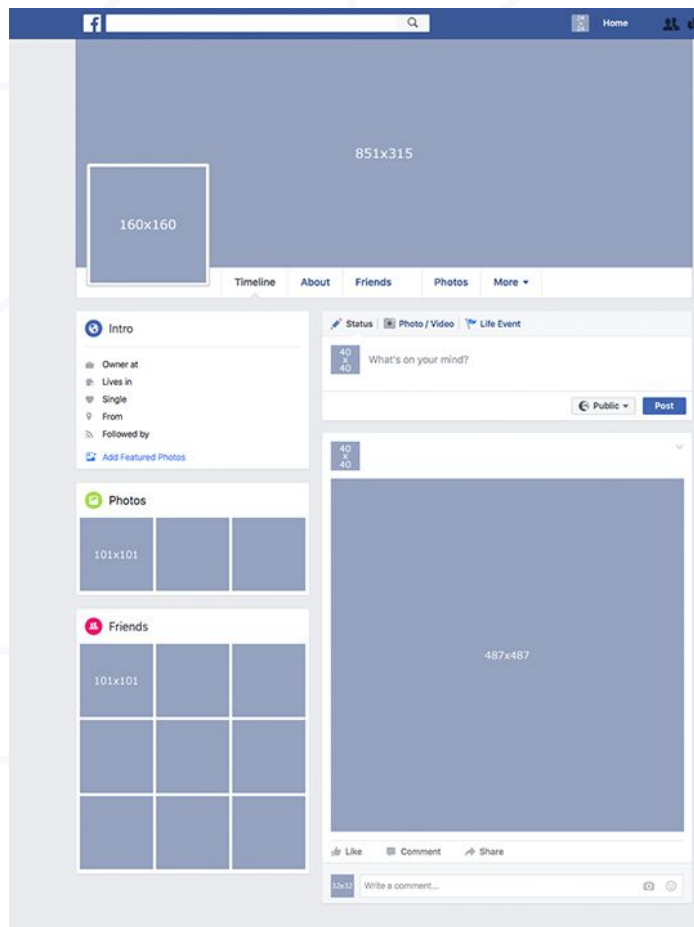 f
Home
851x315
160x160
Timeline About Friends Photos More
Intro
Owner at
Lives in
Single
From
Followed by
Add Featured Photos
Photos
101x101
Friends
101x101
Status Photo / Video Life Event
40
x
40
What's on your mind?
Public Post
40
x
40
487x487
Like Comment Share
32x32 Write a comment...